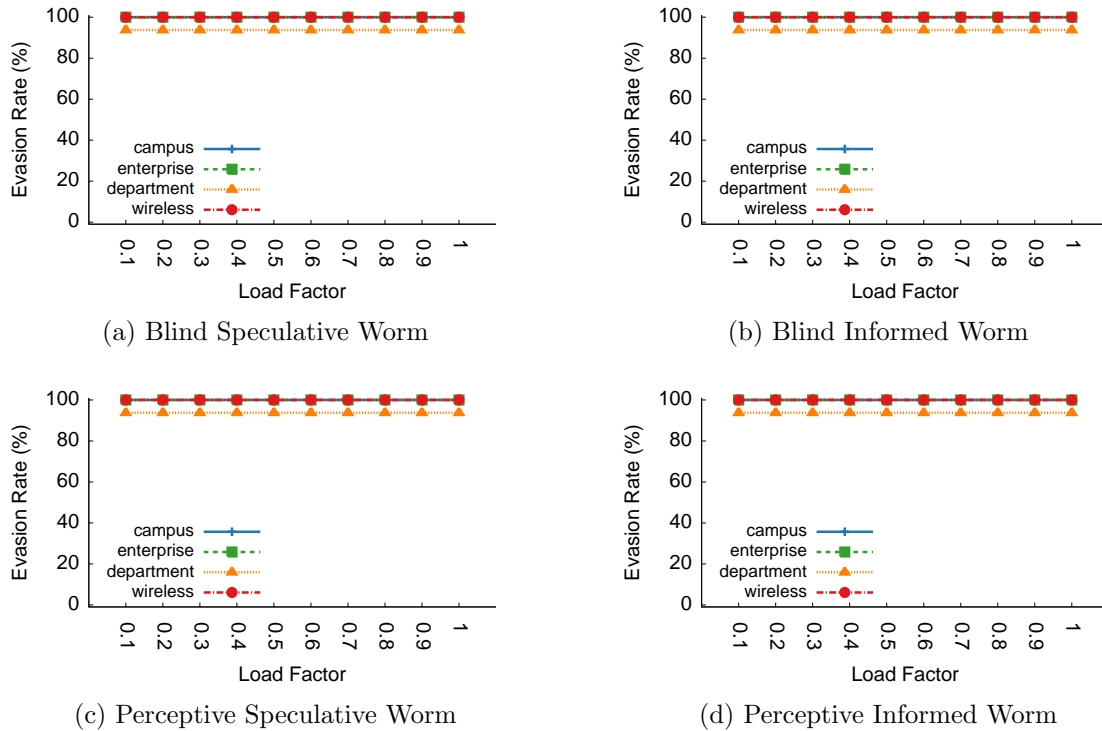 100
80
60
40
20
0
Evasion Rate (%)
campus
enterprise
department
wireless
0.1 0.2 0.3 0.4 0.5 0.6 0.7 0.8 0.9 1
Load Factor
(a) Blind Speculative Worm
100
80
60
40
20
0
Evasion Rate (%)
campus
enterprise
department
wireless
0.1 0.2 0.3 0.4 0.5 0.6 0.7 0.8 0.9 1
Load Factor
(b) Blind Informed Worm
100
80
60
40
20
0
Evasion Rate (%)
campus
enterprise
department
wireless
0.1 0.2 0.3 0.4 0.5 0.6 0.7 0.8 0.9 1
Load Factor
(c) Perceptive Speculative Worm
100
80
60
40
20
0
Evasion Rate (%)
campus
enterprise
department
wireless
0.1 0.2 0.3 0.4 0.5 0.6 0.7 0.8 0.9 1
Load Factor
(d) Perceptive Informed Worm